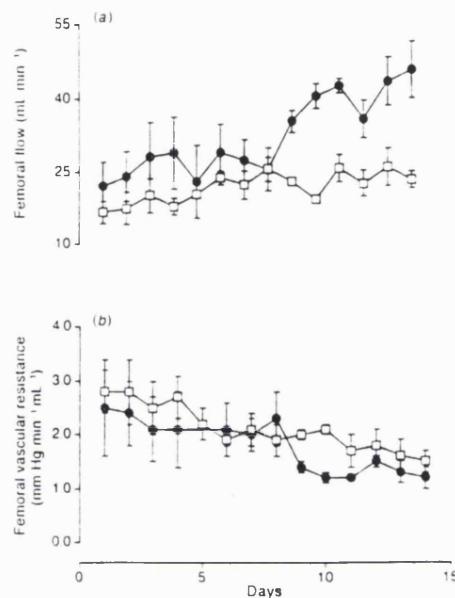 (a)
Femoral flow (mL min ¹)
55
40
25
10
(b)
Femoral vascular resistance
(mm Hg min ¹ mL ¹)
4 0
3 0
2 0
1 0
0 0
0 5 10 15
Days